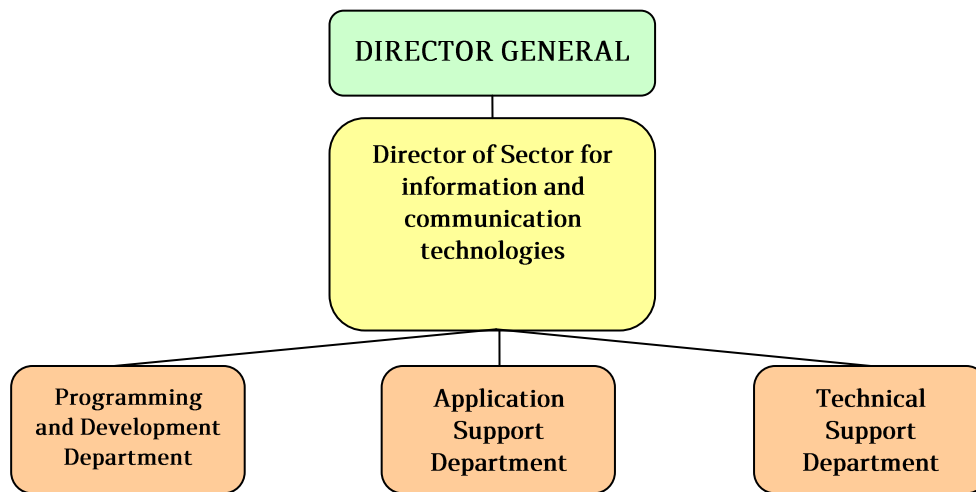 DIRECTOR GENERAL
Director of Sector for
information and
communication
technologies
Programming
and Development
Department
Application
Support
Department
Technical
Support
Department